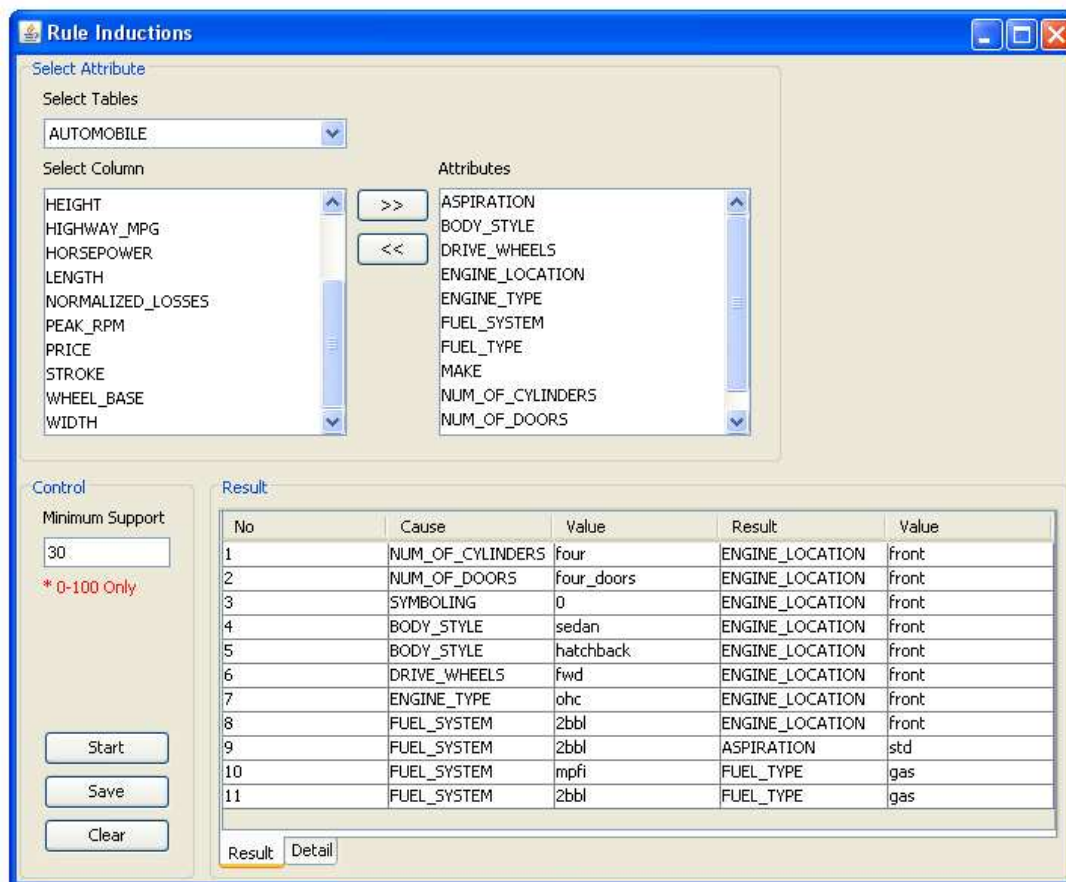 Rule Inductions
Select Attribute
Select Tables
AUTOMOBILE
Select Column
HEIGHT
HIGHWAY_MPG
HORSEPOWER
LENGTH
NORMALIZED_LOSSES
PEAK_RPM
PRICE
STROKE
WHEEL_BASE
WIDTH
>>
<<
Attributes
ASPIRATION
BODY_STYLE
DRIVE_WHEELS
ENGINE_LOCATION
ENGINE_TYPE
FUEL_SYSTEM
FUEL_TYPE
MAKE
NUM_OF_CYLINDERS
NUM_OF_DOORS
Control
Minimum Support
30
* 0-100 Only
Start
Save
Clear
Result
No Cause Value Result Value
1 NUM_OF_CYLINDERS four ENGINE_LOCATION front
2 NUM_OF_DOORS four_doors ENGINE_LOCATION front
3 SYMBOLING 0 ENGINE_LOCATION front
4 BODY_STYLE sedan ENGINE_LOCATION front
5 BODY_STYLE hatchback ENGINE_LOCATION front
6 DRIVE_WHEELS fwd ENGINE_LOCATION front
7 ENGINE_TYPE ohc ENGINE_LOCATION front
8 FUEL_SYSTEM 2bbl ENGINE_LOCATION front
9 FUEL_SYSTEM 2bbl ASPIRATION std
10 FUEL_SYSTEM mpfi FUEL_TYPE gas
11 FUEL_SYSTEM 2bbl FUEL_TYPE gas
Result Detail